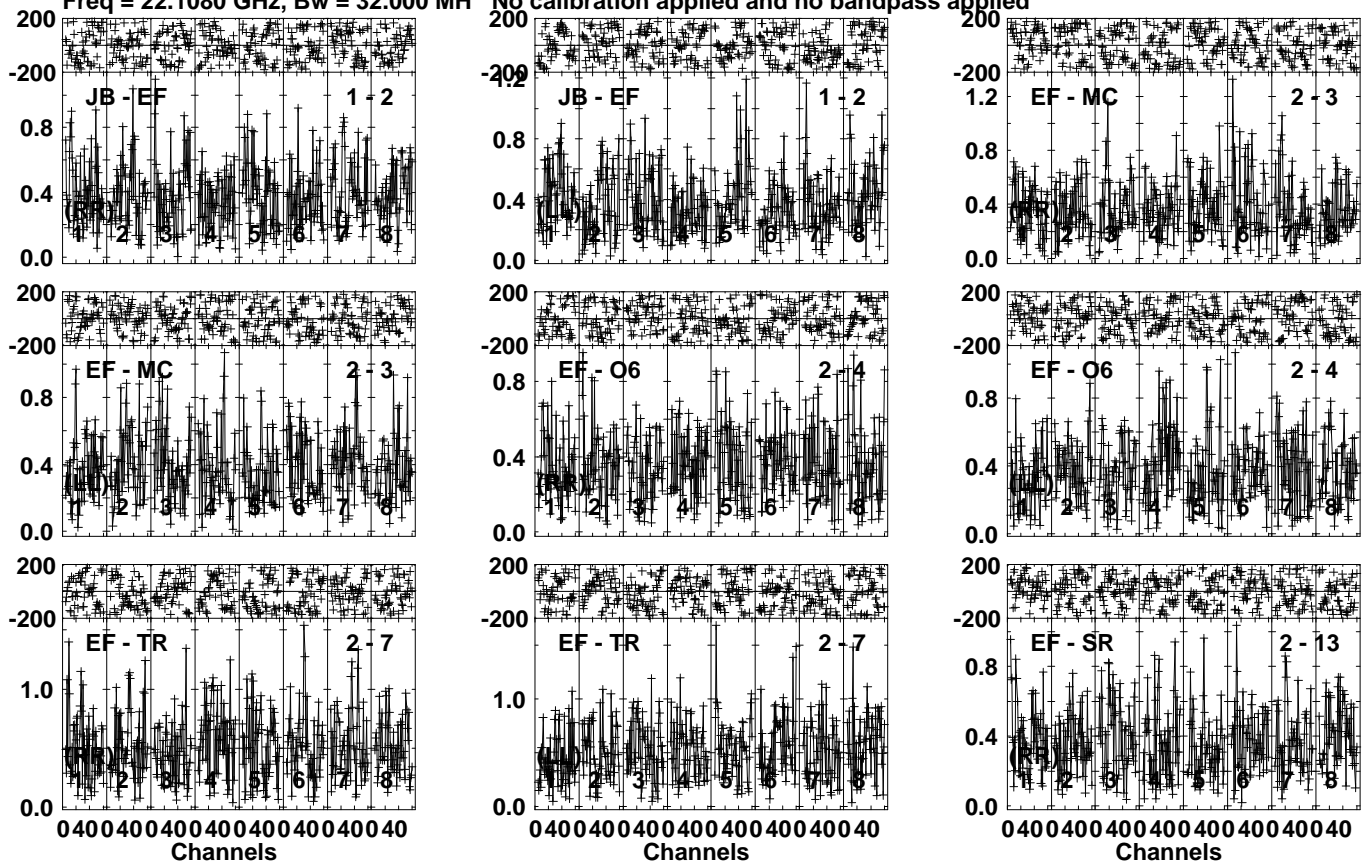 Freq = 22.1080 GHz, Bw = 32.000 MH No calibration applied and no bandpass applied
200
-200
JB - EF 1 - 2
0.8
0.4
0.0
(RR)
1 2 3 4 5 6 7 8
200
-200
1.2
JB - EF 1 - 2
0.8
0.4
0.0
(LL)
1 2 3 4 5 6 7 8
200
-200
1.2
EF - MC 2 - 3
0.8
0.4
0.0
(RR)
1 2 3 4 5 6 7 8
200
-200
EF - MC 2 - 3
0.8
0.4
0.0
(LL)
1 2 3 4 5 6 7 8
200
-200
EF - O6 2 - 4
0.8
0.4
0.0
(RR)
1 2 3 4 5 6 7 8
200
-200
EF - O6 2 - 4
0.8
0.4
0.0
(LL)
1 2 3 4 5 6 7 8
200
-200
EF - TR 2 - 7
1.0
0.0
(RR)
1 2 3 4 5 6 7 8
0 40 0 40 0 40 0 40 0 40 0 40 0 40 0 40
Channels
200
-200
EF - TR 2 - 7
1.0
0.0
(LL)
1 2 3 4 5 6 7 8
0 40 0 40 0 40 0 40 0 40 0 40 0 40 0 40
Channels
200
-200
EF - SR 2 - 13
0.8
0.4
0.0
(RR)
1 2 3 4 5 6 7 8
0 40 0 40 0 40 0 40 0 40 0 40 0 40 0 40
Channels